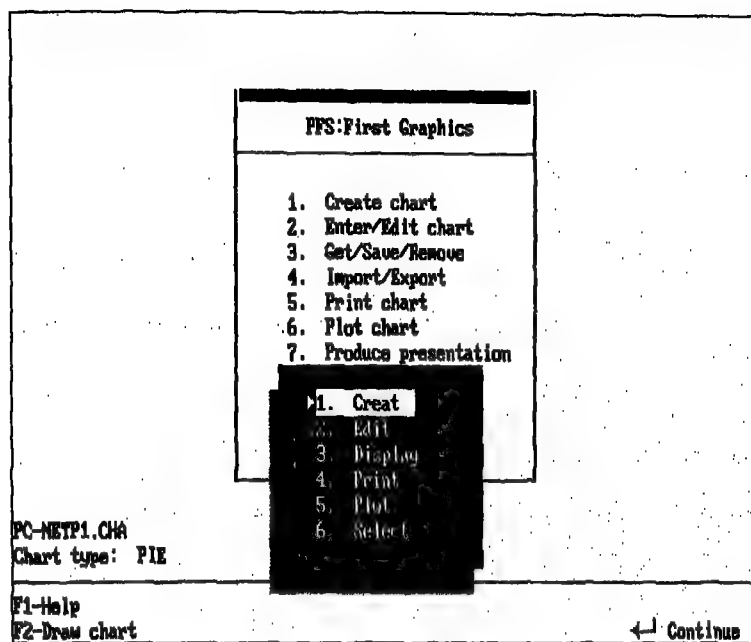 PFS:First Graphics
1. Create chart
2. Enter/Edit chart
3. Get/Save/Remove
4. Import/Export
5. Print chart
6. Plot chart
7. Produce presentation
1. Creat
2. Edit
3. Display
4. Print
5. Plot
6. Select
PC-NETP1.CHA
Chart type: PIE
F1-Help
F2-Draw chart
↵ Continue